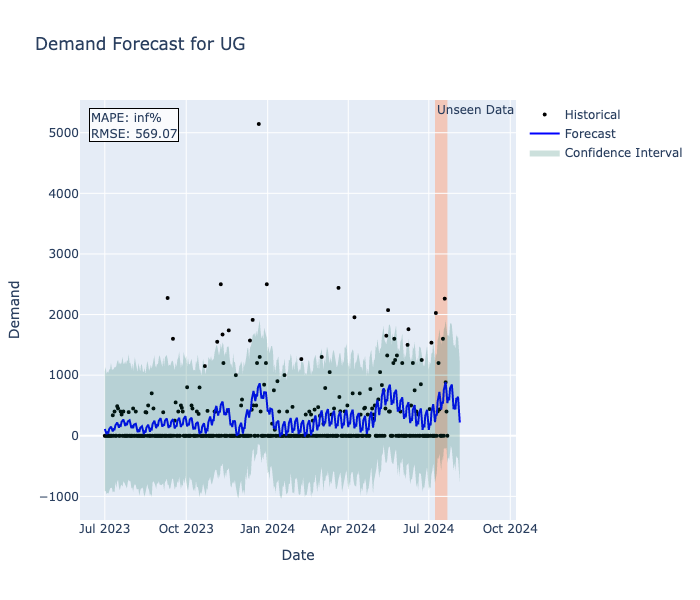 Demand Forecast for UG
Unseen Data
MAPE: inf%
RMSE: 569.07
Historical
Forecast
Confidence Interval
5000
4000
3000
2000
1000
0
−1000
Demand
Jul 2023
Oct 2023
Jan 2024
Apr 2024
Jul 2024
Oct 2024
Date